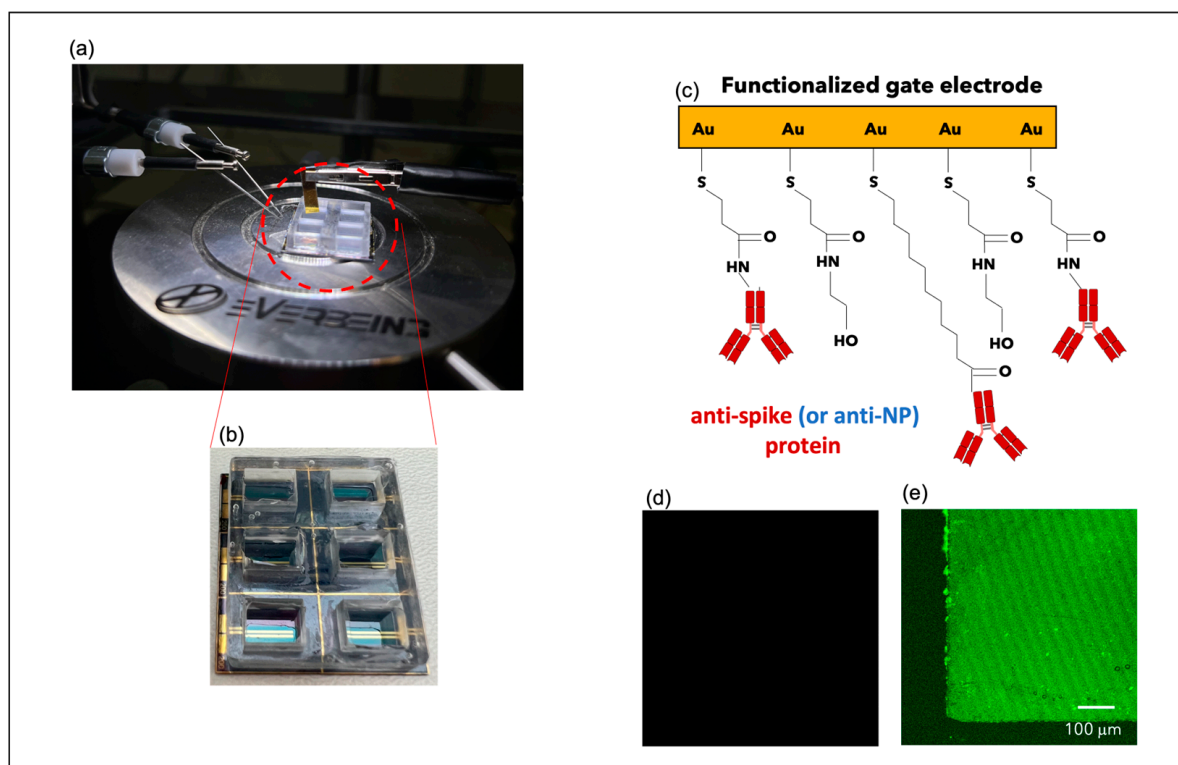 (a)
EVERBEING
(b)
(c)
Functionalized gate electrode
Au Au Au Au Au
S S S S S
O O O O
HN HN HN HN
HO HO
O
anti-spike (or anti-NP)
protein
(d)
(e)
100 μm